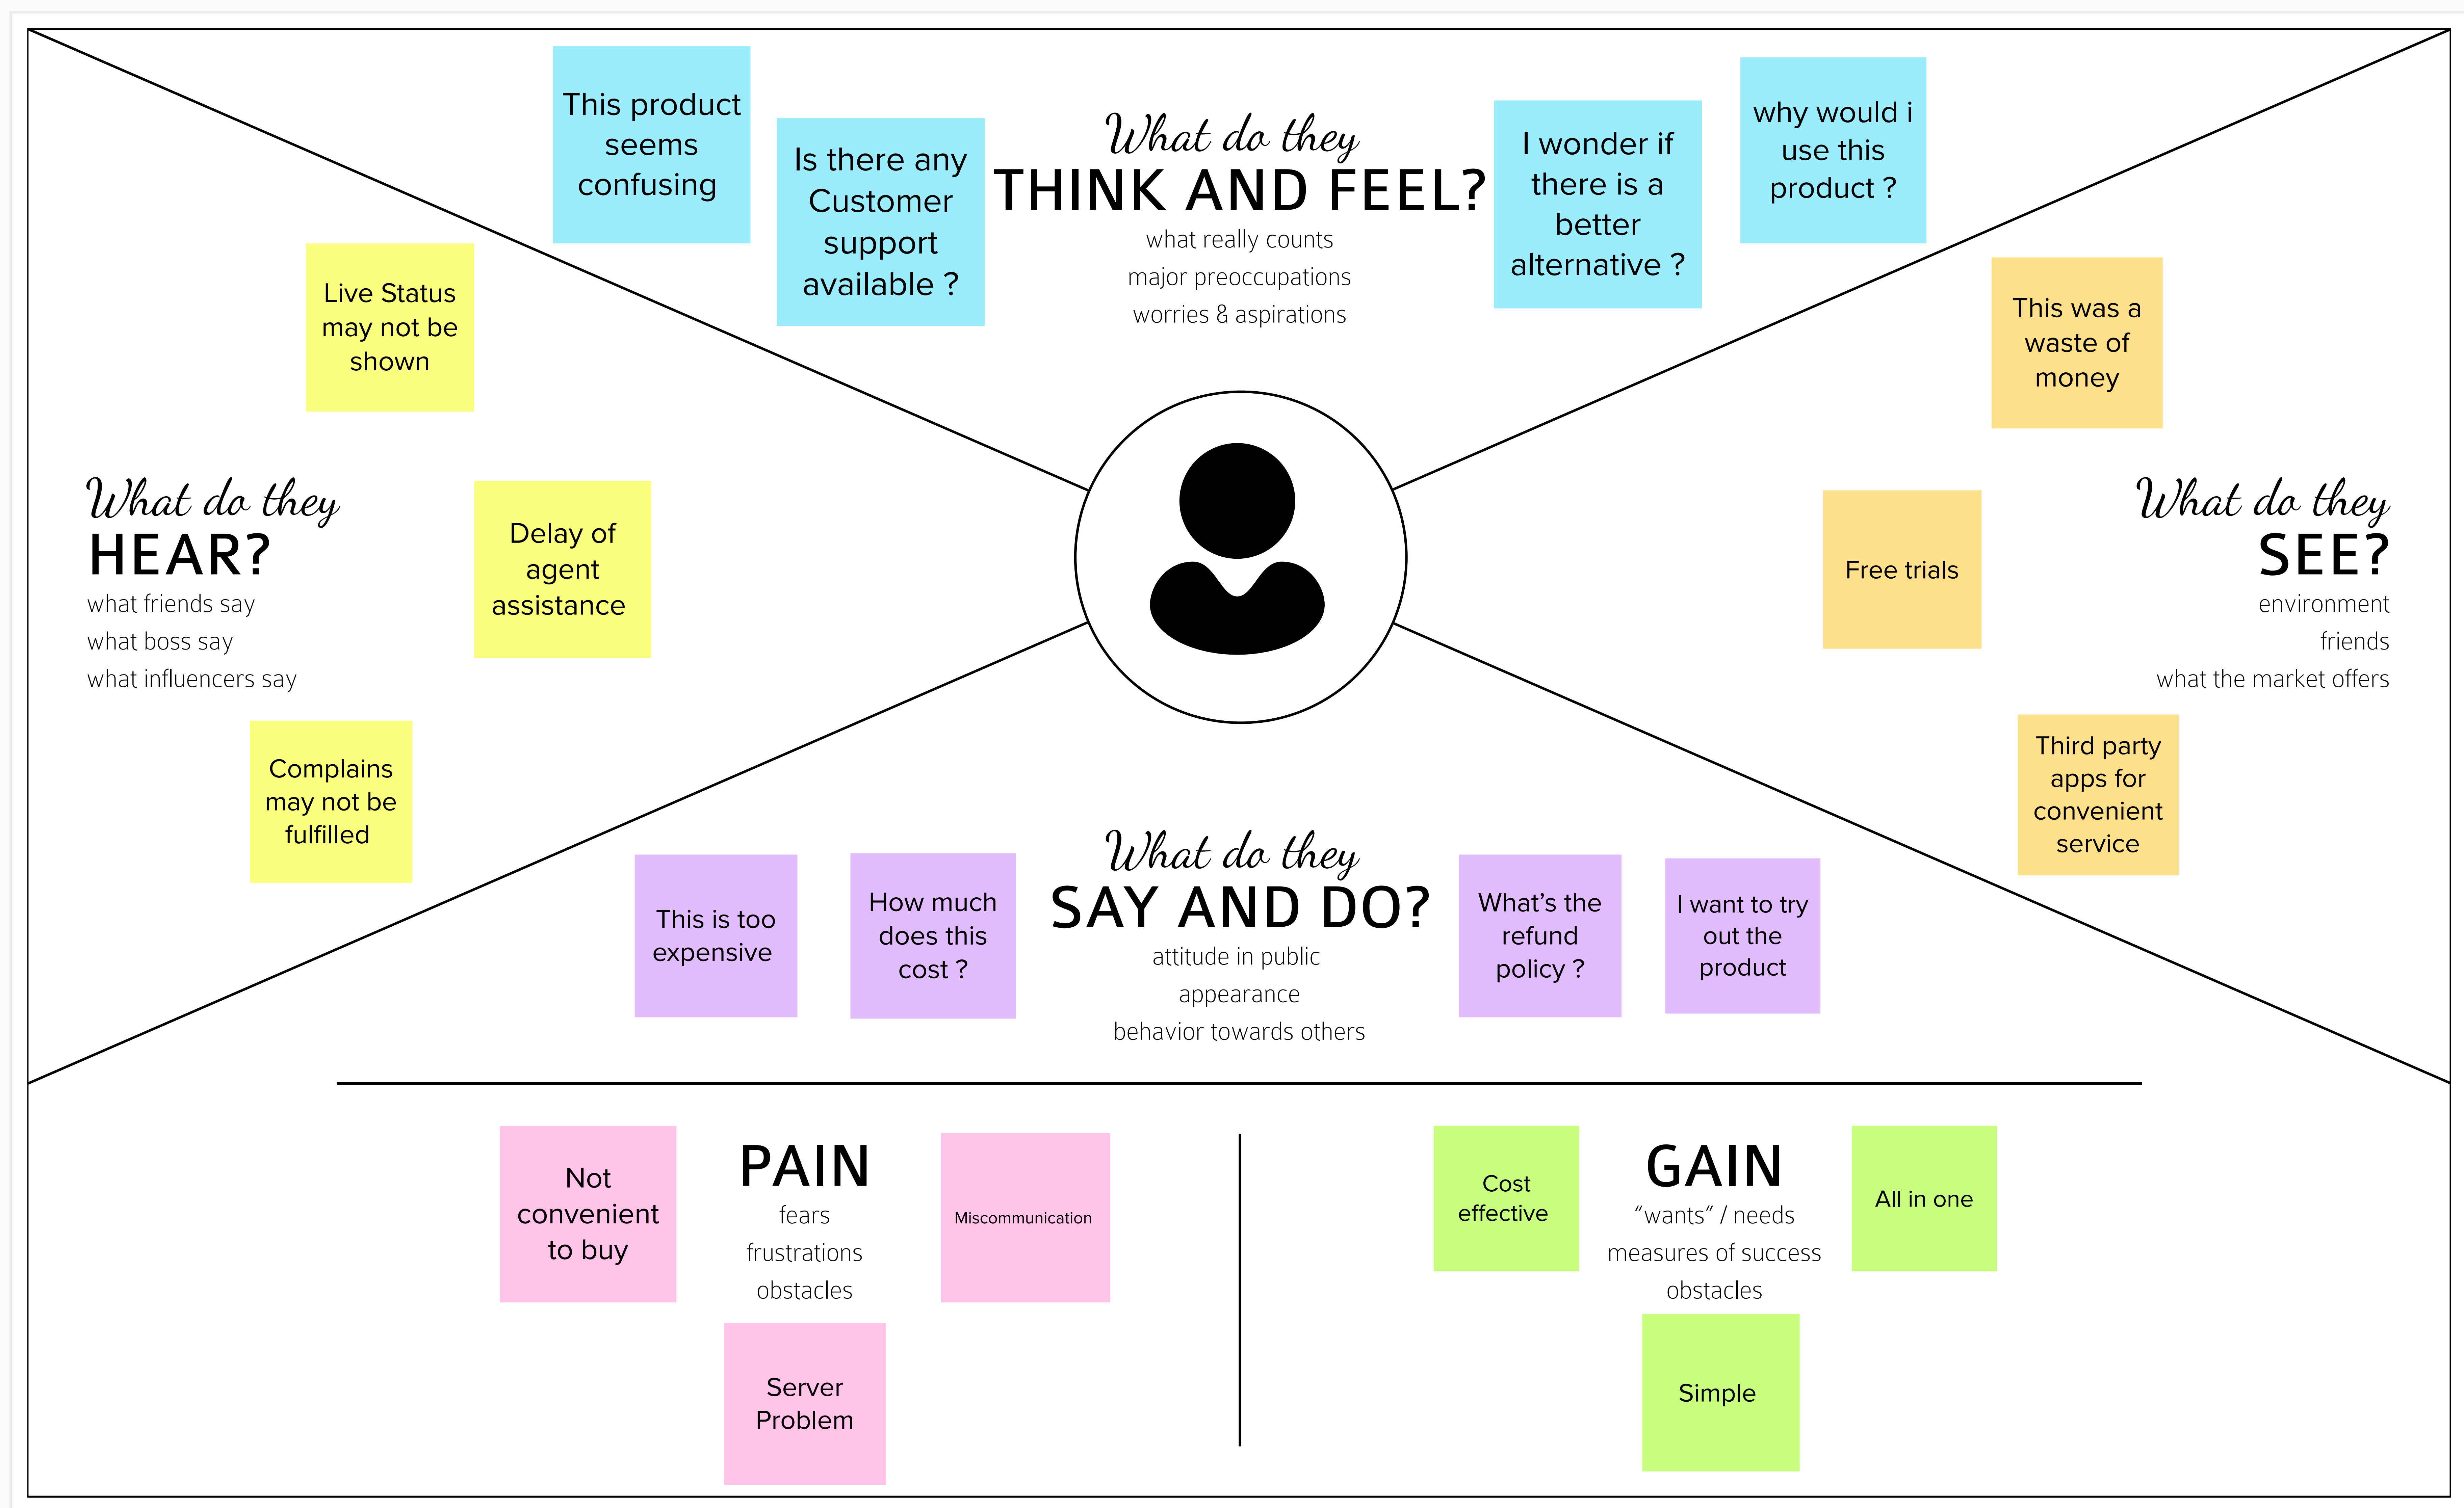 This product
seems
confusing
Is there any
Customer
support
available ?
What do they
THINK AND FEEL?
what really counts
major preoccupations
worries & aspirations
I wonder if
there is a
better
alternative ?
why would i
use this
product ?
Live Status
may not be
shown
What do they
HEAR?
what friends say
what boss say
what influencers say
Delay of
agent
assistance
Complains
may not be
fulfilled
This was a
waste of
money
Free trials
What do they
SEE?
environment
friends
what the market offers
Third party
apps for
convenient
service
This is too
expensive
How much
does this
cost ?
What do they
SAY AND DO?
attitude in public
appearance
behavior towards others
What’s the
refund
policy ?
I want to try
out the
product
Not
convenient
to buy
PAIN
fears
frustrations
obstacles
Miscommunication
Server
Problem
Cost
effective
GAIN
“wants” / needs
measures of success
obstacles
All in one
Simple